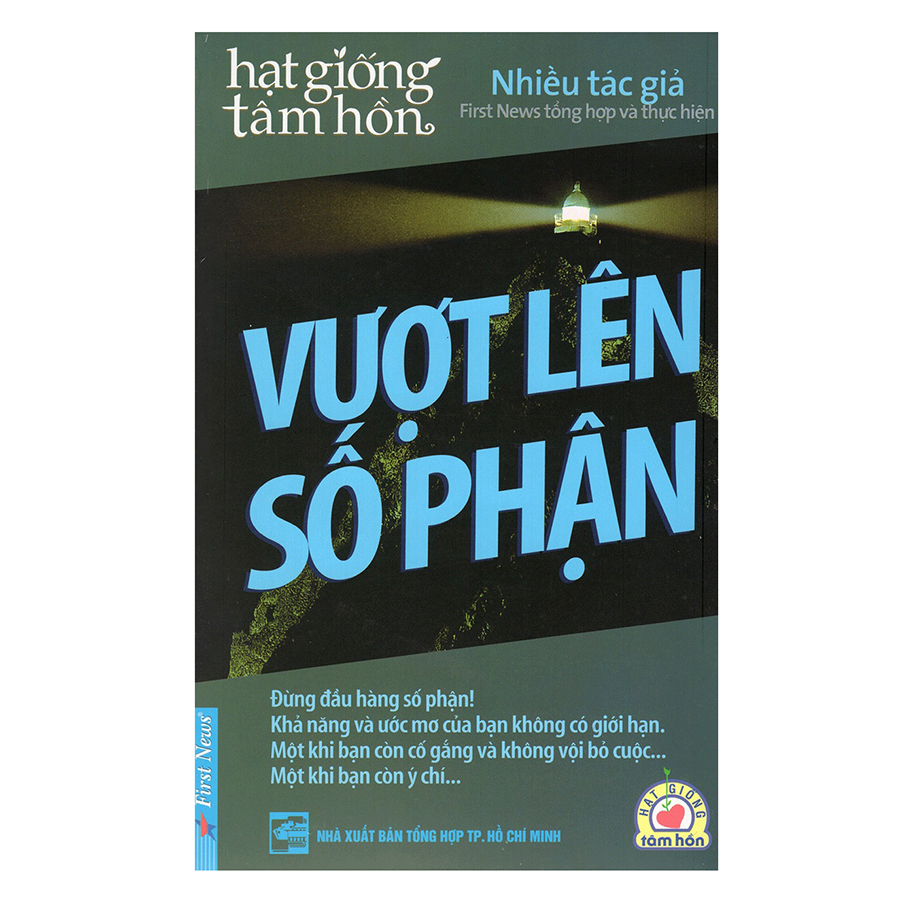 hạt giống
tâm hồn
Nhiều tác giả
First News tổng hợp và thực hiện
VƯỢT LÊN
SỐ PHẬN
Đừng đầu hàng số phận!
Khả năng và ước mơ của bạn không có giới hạn.
Một khi bạn còn cố gắng và không vội bỏ cuộc...
Một khi bạn còn ý chí...
First News®
NHÀ XUẤT BẢN TỔNG HỢP TP. HỒ CHÍ MINH
HẠT GIỐNG
tâm hồn